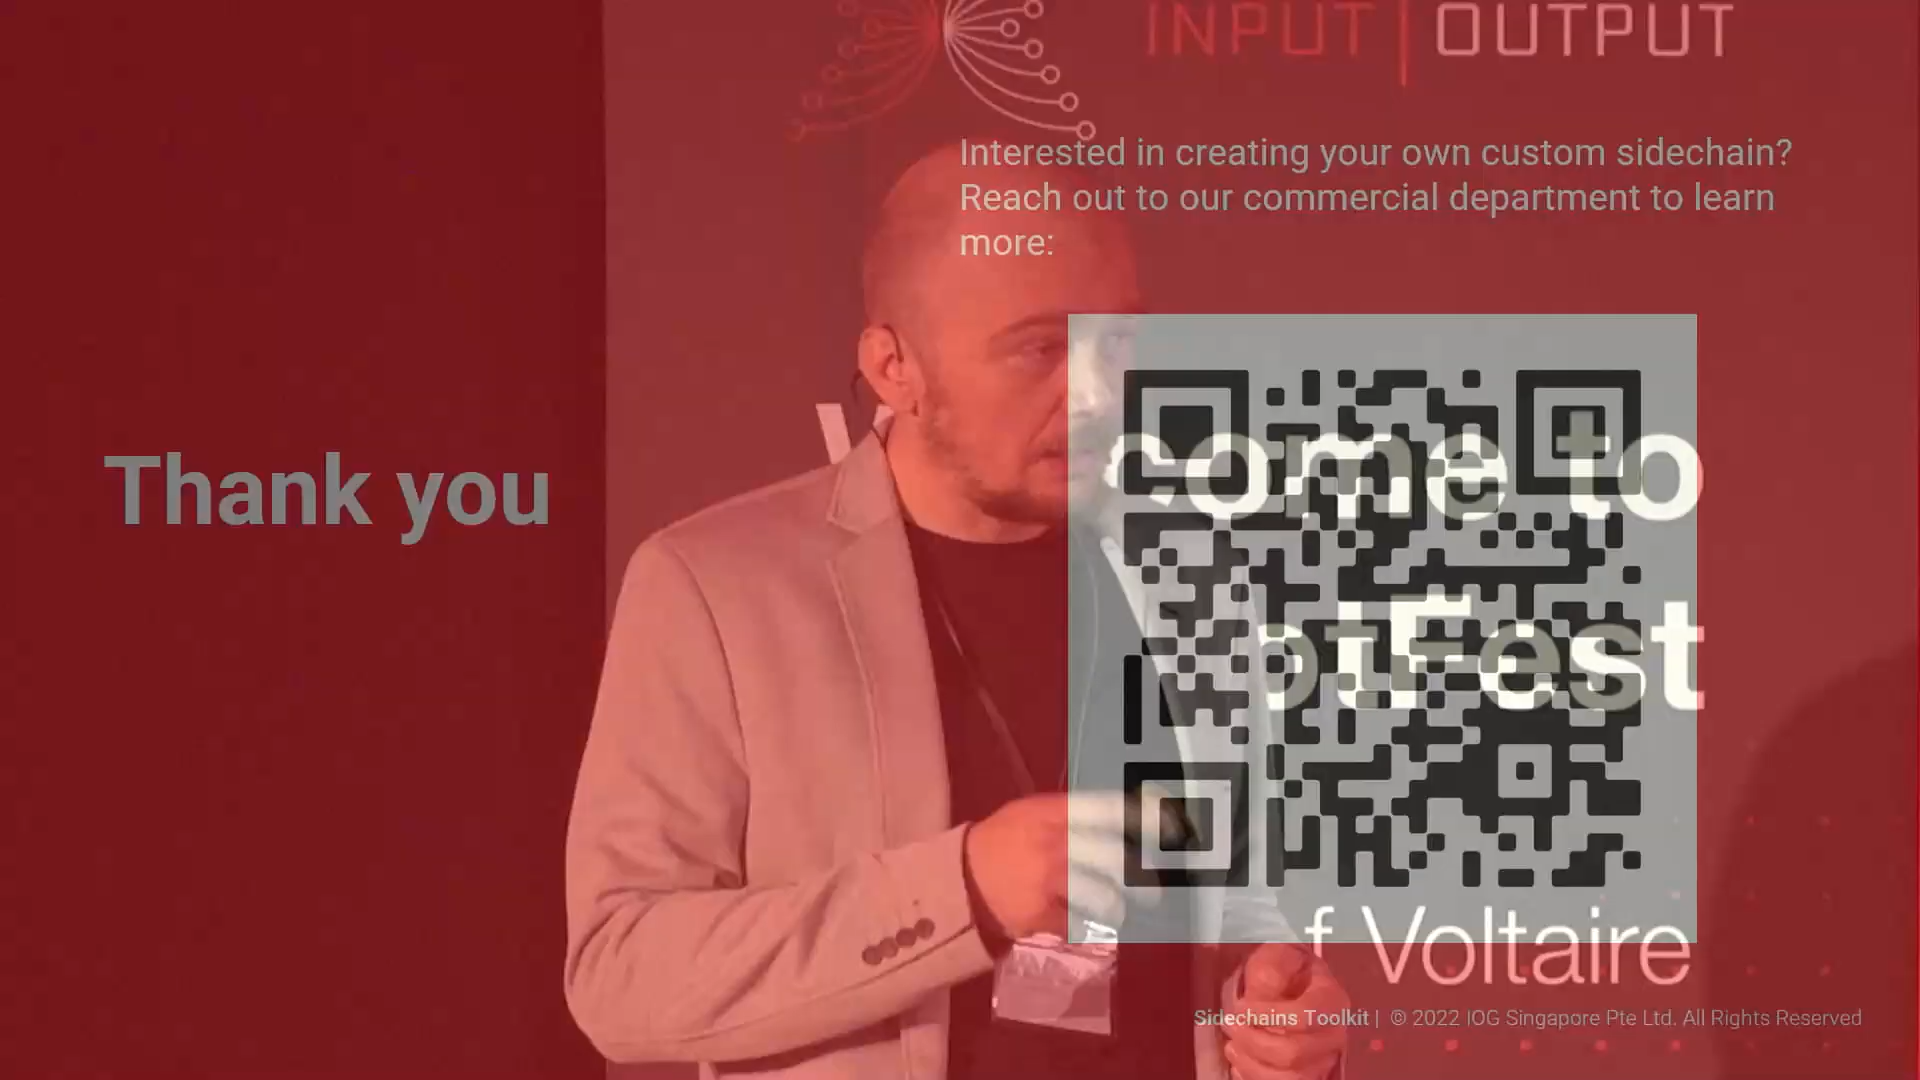 INPUT | OUTPUT
Interested in creating your own custom sidechain?
Reach out to our commercial department to learn
more:
Thank you
come to
otFest
f Voltaire
Sidechains Toolkit | © 2022 IOG Singapore Pte Ltd. All Rights Reserved